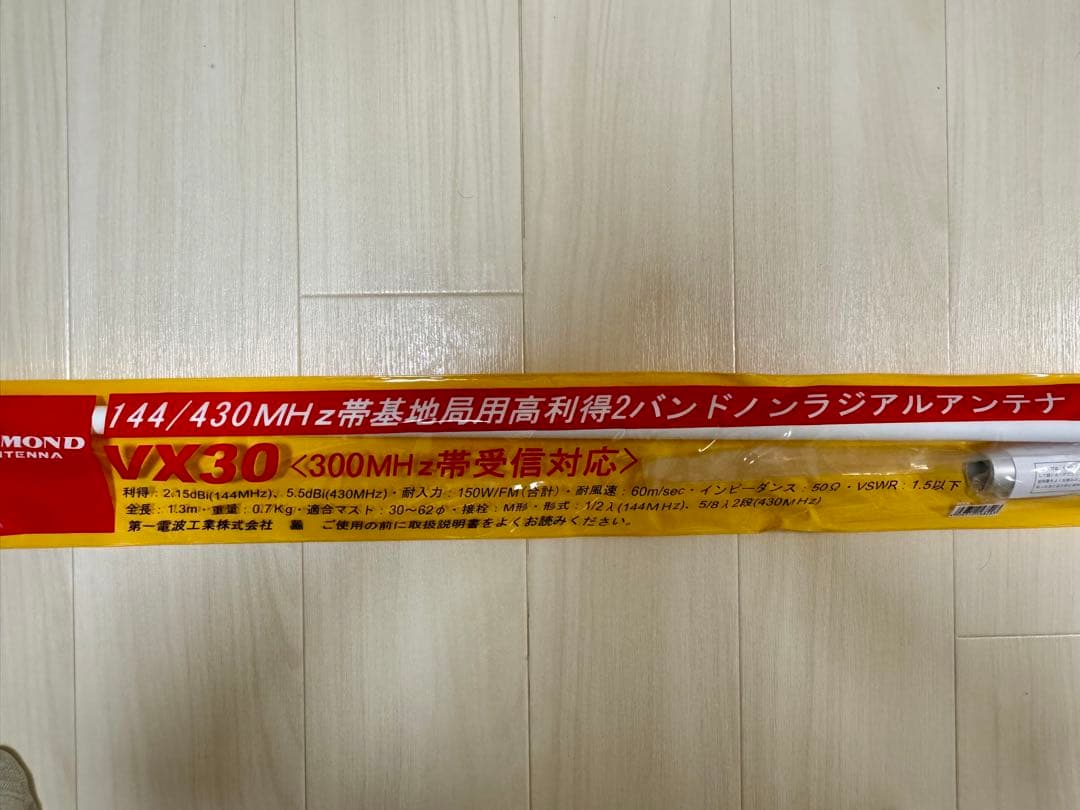 144/430MHz帯基地局用高利得2バンドノンラジアルアンテナ
MOND
TENNA
VX30<300MHz帯受信対応>
利得:2.15dBi(144MHz)、5.5dBi(430MHz)・耐入力:150W/FM(合計)・耐風速:60m/sec・インピーダンス:50Ω・VSWR:1.5以下
全長:1.3m・重量:0.7Kg・適合マスト:30〜62φ・接栓:M形・形式:1/2λ(144MHz)、5/8λ2段(430MHz)
第一電波工業株式会社 ご使用の前に取扱説明書をよくお読みください。